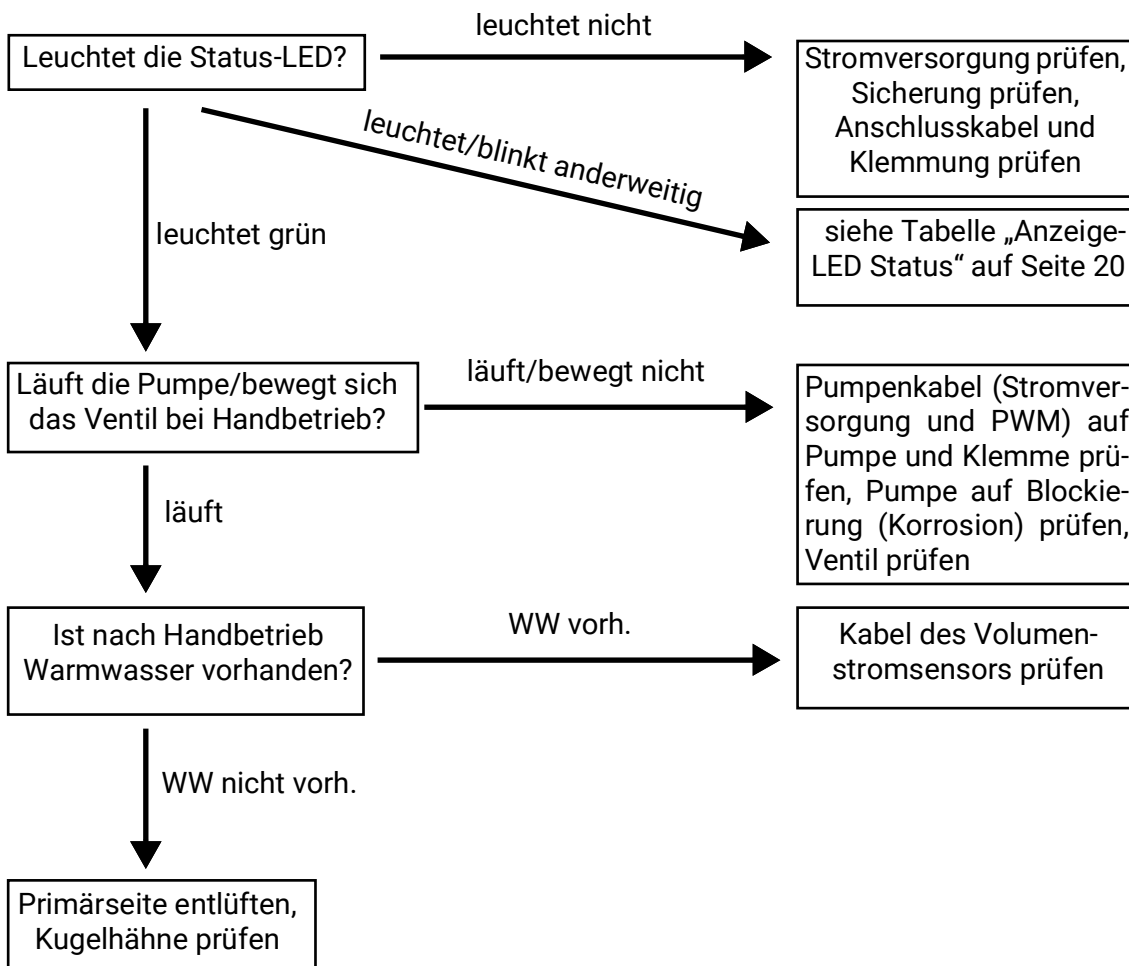 leuchtet nicht
Leuchtet die Status-LED?
Stromversorgung prüfen,
Sicherung prüfen,
Anschlusskabel und
Klemmung prüfen
leuchtet/blinkt anderweitig
leuchtet grün
siehe Tabelle „Anzeige-
LED Status“ auf Seite 20
Läuft die Pumpe/bewegt sich
das Ventil bei Handbetrieb?
läuft/bewegt nicht
Pumpenkabel (Stromver-
sorgung und PWM) auf
Pumpe und Klemme prü-
fen, Pumpe auf Blockie-
rung (Korrosion) prüfen,
Ventil prüfen
läuft
Ist nach Handbetrieb
Warmwasser vorhanden?
WW vorh.
Kabel des Volumen-
stromsensors prüfen
WW nicht vorh.
Primärseite entlüften,
Kugelhähne prüfen